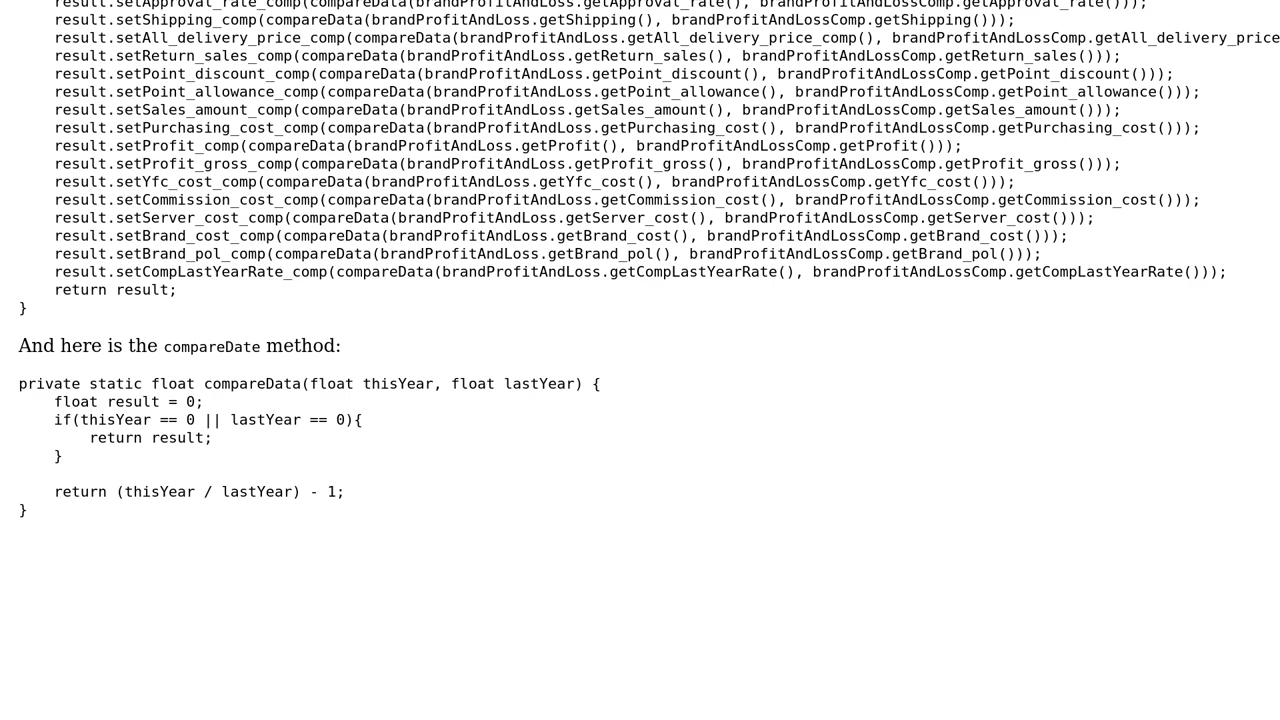 result.setApproval_rate_comp(compareData(brandProfitAndLoss.getApproval_rate(), brandProfitAndLossComp.getApproval_rate()));
result.setShipping_comp(compareData(brandProfitAndLoss.getShipping(), brandProfitAndLossComp.getShipping()));
result.setAll_delivery_price_comp(compareData(brandProfitAndLoss.getAll_delivery_price_comp(), brandProfitAndLossComp.getAll_delivery_price
result.setReturn_sales_comp(compareData(brandProfitAndLoss.getReturn_sales(), brandProfitAndLossComp.getReturn_sales()));
result.setPoint_discount_comp(compareData(brandProfitAndLoss.getPoint_discount(), brandProfitAndLossComp.getPoint_discount()));
result.setPoint_allowance_comp(compareData(brandProfitAndLoss.getPoint_allowance(), brandProfitAndLossComp.getPoint_allowance()));
result.setSales_amount_comp(compareData(brandProfitAndLoss.getSales_amount(), brandProfitAndLossComp.getSales_amount()));
result.setPurchasing_cost_comp(compareData(brandProfitAndLoss.getPurchasing_cost(), brandProfitAndLossComp.getPurchasing_cost()));
result.setProfit_comp(compareData(brandProfitAndLoss.getProfit(), brandProfitAndLossComp.getProfit()));
result.setProfit_gross_comp(compareData(brandProfitAndLoss.getProfit_gross(), brandProfitAndLossComp.getProfit_gross()));
result.setYfc_cost_comp(compareData(brandProfitAndLoss.getYfc_cost(), brandProfitAndLossComp.getYfc_cost()));
result.setCommission_cost_comp(compareData(brandProfitAndLoss.getCommission_cost(), brandProfitAndLossComp.getCommission_cost()));
result.setServer_cost_comp(compareData(brandProfitAndLoss.getServer_cost(), brandProfitAndLossComp.getServer_cost()));
result.setBrand_cost_comp(compareData(brandProfitAndLoss.getBrand_cost(), brandProfitAndLossComp.getBrand_cost()));
result.setBrand_pol_comp(compareData(brandProfitAndLoss.getBrand_pol(), brandProfitAndLossComp.getBrand_pol()));
result.setCompLastYearRate_comp(compareData(brandProfitAndLoss.getCompLastYearRate(), brandProfitAndLossComp.getCompLastYearRate()));
return result;
}
And here is the compareDate method:
private static float compareData(float thisYear, float lastYear) {
float result = 0;
if(thisYear == 0 || lastYear == 0){
return result;
}
return (thisYear / lastYear) - 1;
}